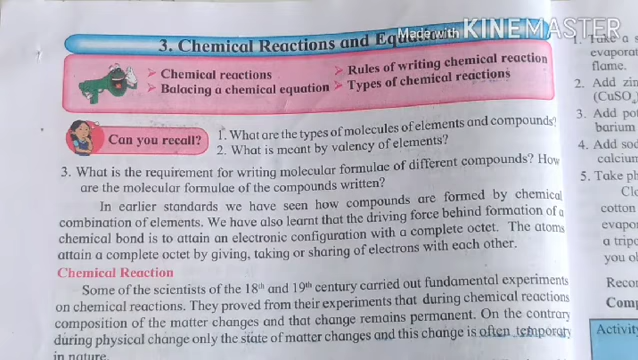 Made with KINEMASTER
3. Chemical Reactions and
➢ Chemical reactions
➢ Balacing a chemical equation
➢ Rules of writing chemical reaction
➢ Types of chemical reactions
Can you recall?
1. What are the types of molecules of elements and compounds?
2. What is meant by valency of elements?
3. What is the requirement for writing molecular formulae of different compounds? How
are the molecular formulae of the compounds written?
In earlier standards we have seen how compounds are formed by chemical
combination of elements. We have also learnt that the driving force behind formation of a
chemical bond is to attain an electronic configuration with a complete octet. The atoms
attain a complete octet by giving, taking or sharing of electrons with each other.
Chemical Reaction
Some of the scientists of the 18th and 19th century carried out fundamental experiments
on chemical reactions. They proved from their experiments that during chemical reactions
composition of the matter changes and that change remains permanent. On the contrary
during physical change only the state of matter changes and this change is often temporary
in nature.
1. Take a s
evaporat
flame.
2. Add zin
(CuSO
3. Add pot
barium
4. Add sod
calcium
5. Take ph
Clo
cotton
evapor
a tripo
you ol
Recor
Comp
Activity